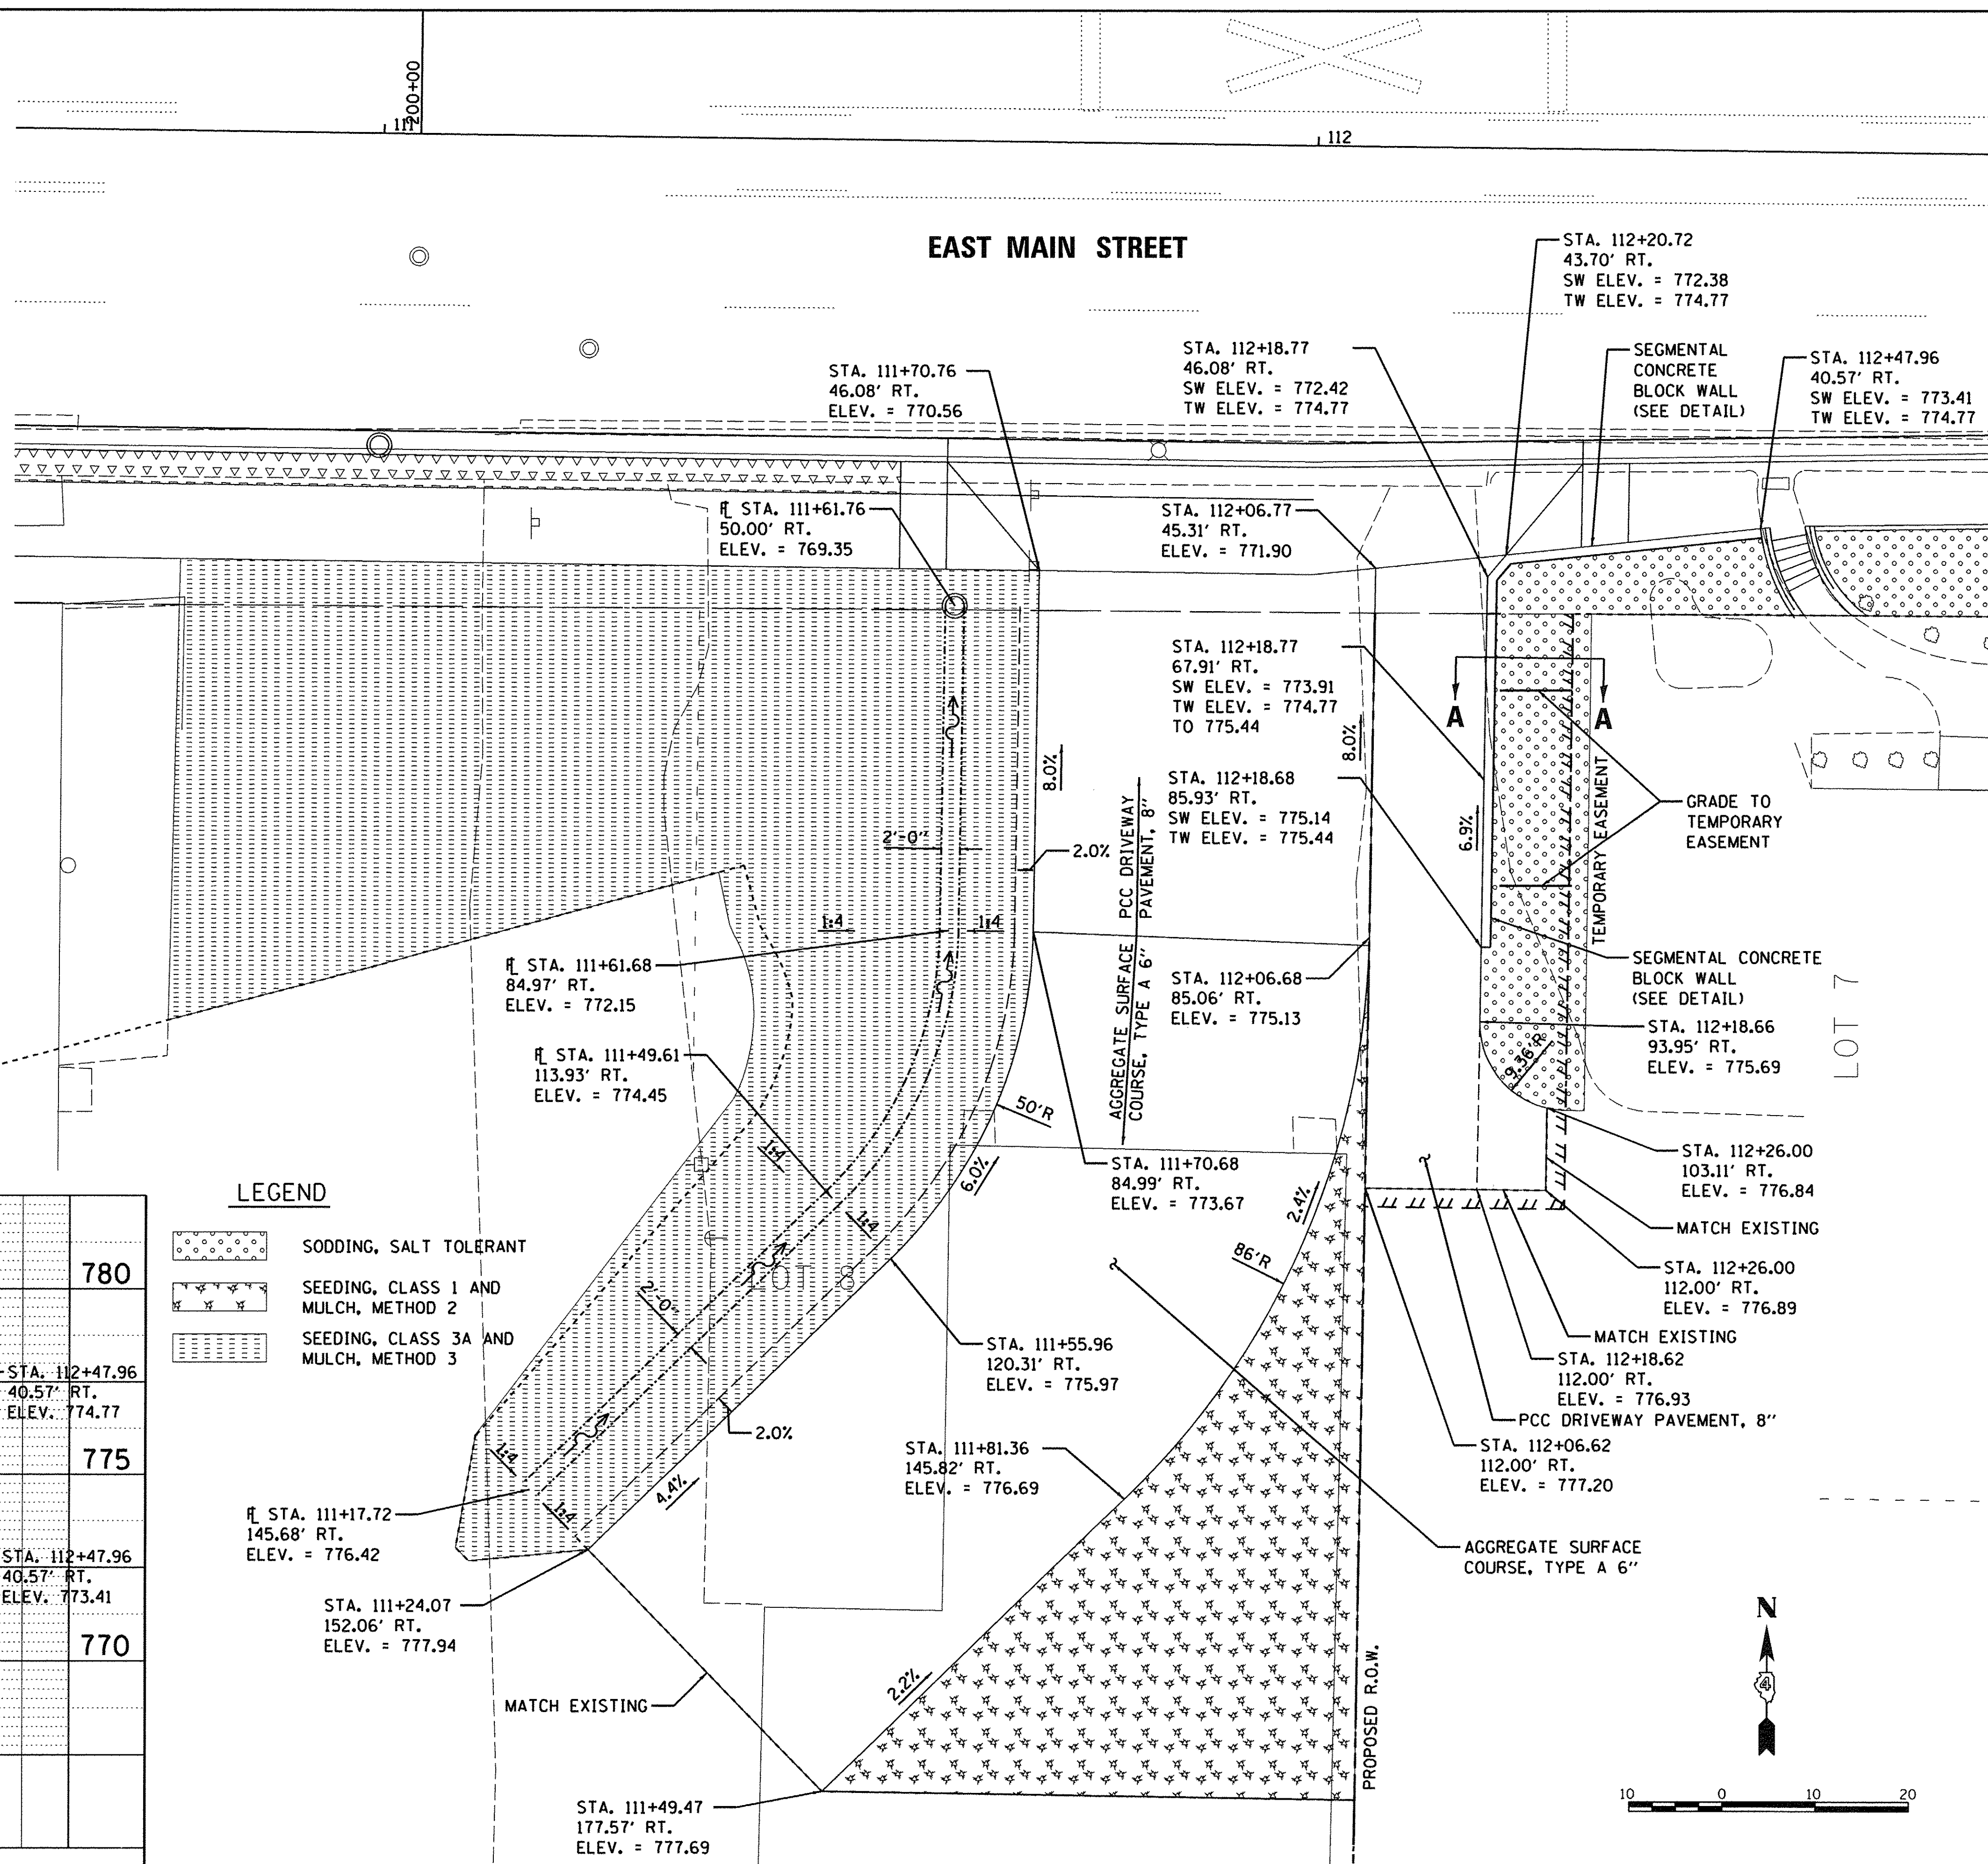 200+00
111
112
EAST MAIN STREET
STA. 112+20.72
43.70' RT.
SW ELEV. = 772.38
TW ELEV. = 774.77
STA. 111+70.76
46.08' RT.
ELEV. = 770.56
STA. 112+18.77
46.08' RT.
SW ELEV. = 772.42
TW ELEV. = 774.77
SEGMENTAL
CONCRETE
BLOCK WALL
(SEE DETAIL)
STA. 112+47.96
40.57' RT.
SW ELEV. = 773.41
TW ELEV. = 774.77
FL STA. 111+61.76
50.00' RT.
ELEV. = 769.35
STA. 112+06.77
45.31' RT.
ELEV. = 771.90
STA. 112+18.77
67.91' RT.
SW ELEV. = 773.91
TW ELEV. = 774.77
TO 775.44
A
A
8.0%
8.0%
STA. 112+18.68
85.93' RT.
SW ELEV. = 775.14
TW ELEV. = 775.44
6.9%
TEMPORARY EASEMENT
GRADE TO
TEMPORARY
EASEMENT
2'-0"
2.0%
PCC DRIVEWAY
PAVEMENT, 8"
1:4
1:4
FL STA. 111+61.68
84.97' RT.
ELEV. = 772.15
AGGREGATE SURFACE
COURSE, TYPE A 6"
STA. 112+06.68
85.06' RT.
ELEV. = 775.13
SEGMENTAL CONCRETE
BLOCK WALL
(SEE DETAIL)
LOT 7
STA. 112+18.66
93.95' RT.
ELEV. = 775.69
9.36'R
FL STA. 111+49.61
113.93' RT.
ELEV. = 774.45
50'R
1:4
6.0%
STA. 111+70.68
84.99' RT.
ELEV. = 773.67
STA. 112+26.00
103.11' RT.
ELEV. = 776.84
MATCH EXISTING
2.4%
1:4
86'R
LOT 8
2'-0"
STA. 112+26.00
112.00' RT.
ELEV. = 776.89
MATCH EXISTING
STA. 112+18.62
112.00' RT.
ELEV. = 776.93
PCC DRIVEWAY PAVEMENT, 8"
STA. 112+06.62
112.00' RT.
ELEV. = 777.20
LEGEND
SODDING, SALT TOLERANT
SEEDING, CLASS 1 AND
MULCH, METHOD 2
SEEDING, CLASS 3A AND
MULCH, METHOD 3
780
775
770
STA. 112+47.96
40.57' RT.
ELEV. 774.77
STA. 112+47.96
40.57' RT.
ELEV. 773.41
STA. 111+55.96
120.31' RT.
ELEV. = 775.97
2.0%
1:4
4.4%
1:4
STA. 111+81.36
145.82' RT.
ELEV. = 776.69
FL STA. 111+17.72
145.68' RT.
ELEV. = 776.42
AGGREGATE SURFACE
COURSE, TYPE A 6"
STA. 111+24.07
152.06' RT.
ELEV. = 777.94
2.2%
MATCH EXISTING
PROPOSED R.O.W.
STA. 111+49.47
177.57' RT.
ELEV. = 777.69
N
4
10 0 10 20